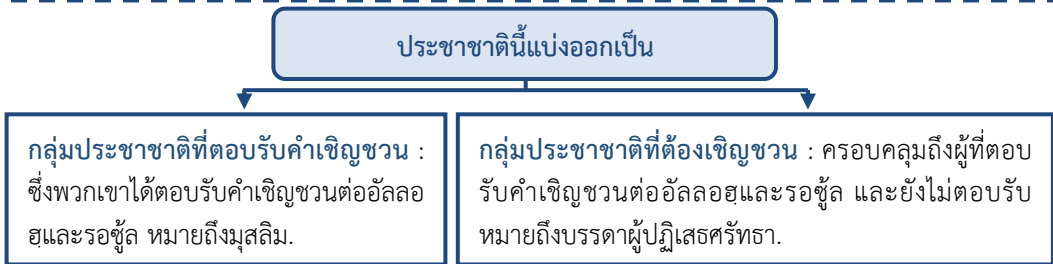 ประชาชาตินี้แบ่งออกเป็น
กลุ่มประชาชาติที่ตอบรับคำเชิญชวน :
ซึ่งพวกเขาได้ตอบรับคำเชิญชวนต่ออัลลอ
ฮฺและรอซู้ล หมายถึงมุสลิม.
กลุ่มประชาชาติที่ต้องเชิญชวน : ครอบคลุมถึงผู้ที่ตอบ
รับคำเชิญชวนต่ออัลลอฮฺและรอซู้ล และยังไม่ตอบรับ
หมายถึงบรรดาผู้ปฏิเสธศรัทธา.